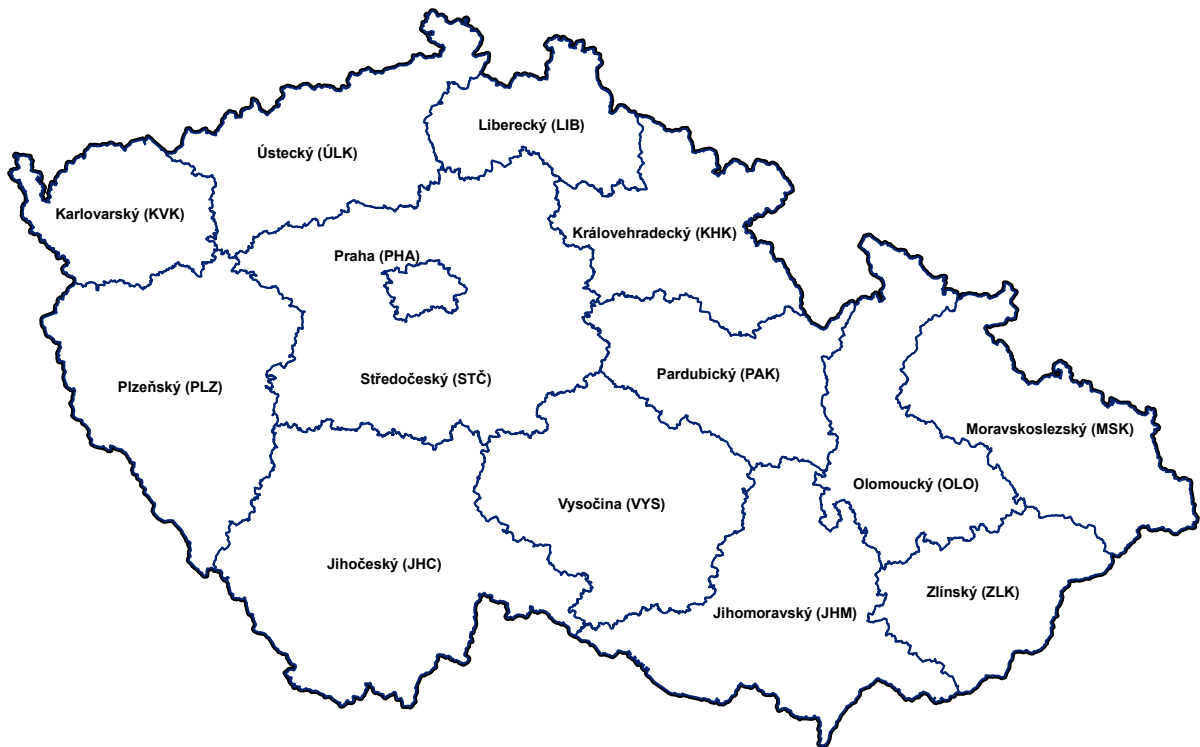 Liberecký (LIB)
Ústecký (ÚLK)
Karlovarský (KVK)
Královehradecký (KHK)
Praha (PHA)
Plzeňský (PLZ)
Středočeský (STČ)
Pardubický (PAK)
Moravskoslezský (MSK)
Olomoucký (OLO)
Vysočina (VYS)
Jihočeský (JHC)
Zlínský (ZLK)
Jihomoravský (JHM)